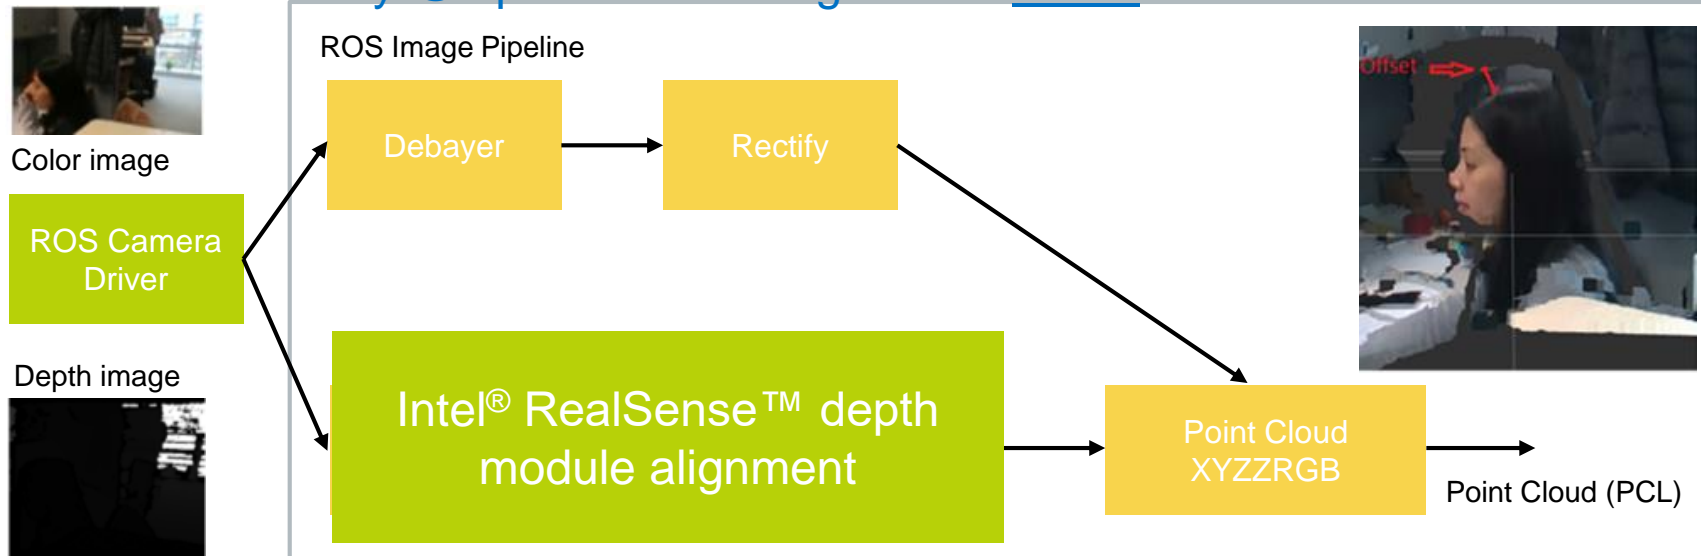 ROS Image Pipeline
Offset
Debayer
Rectify
Color image
ROS Camera
Driver
Depth image
Intel® RealSense™ depth
module alignment
Point Cloud
XYZZRGB
Point Cloud (PCL)